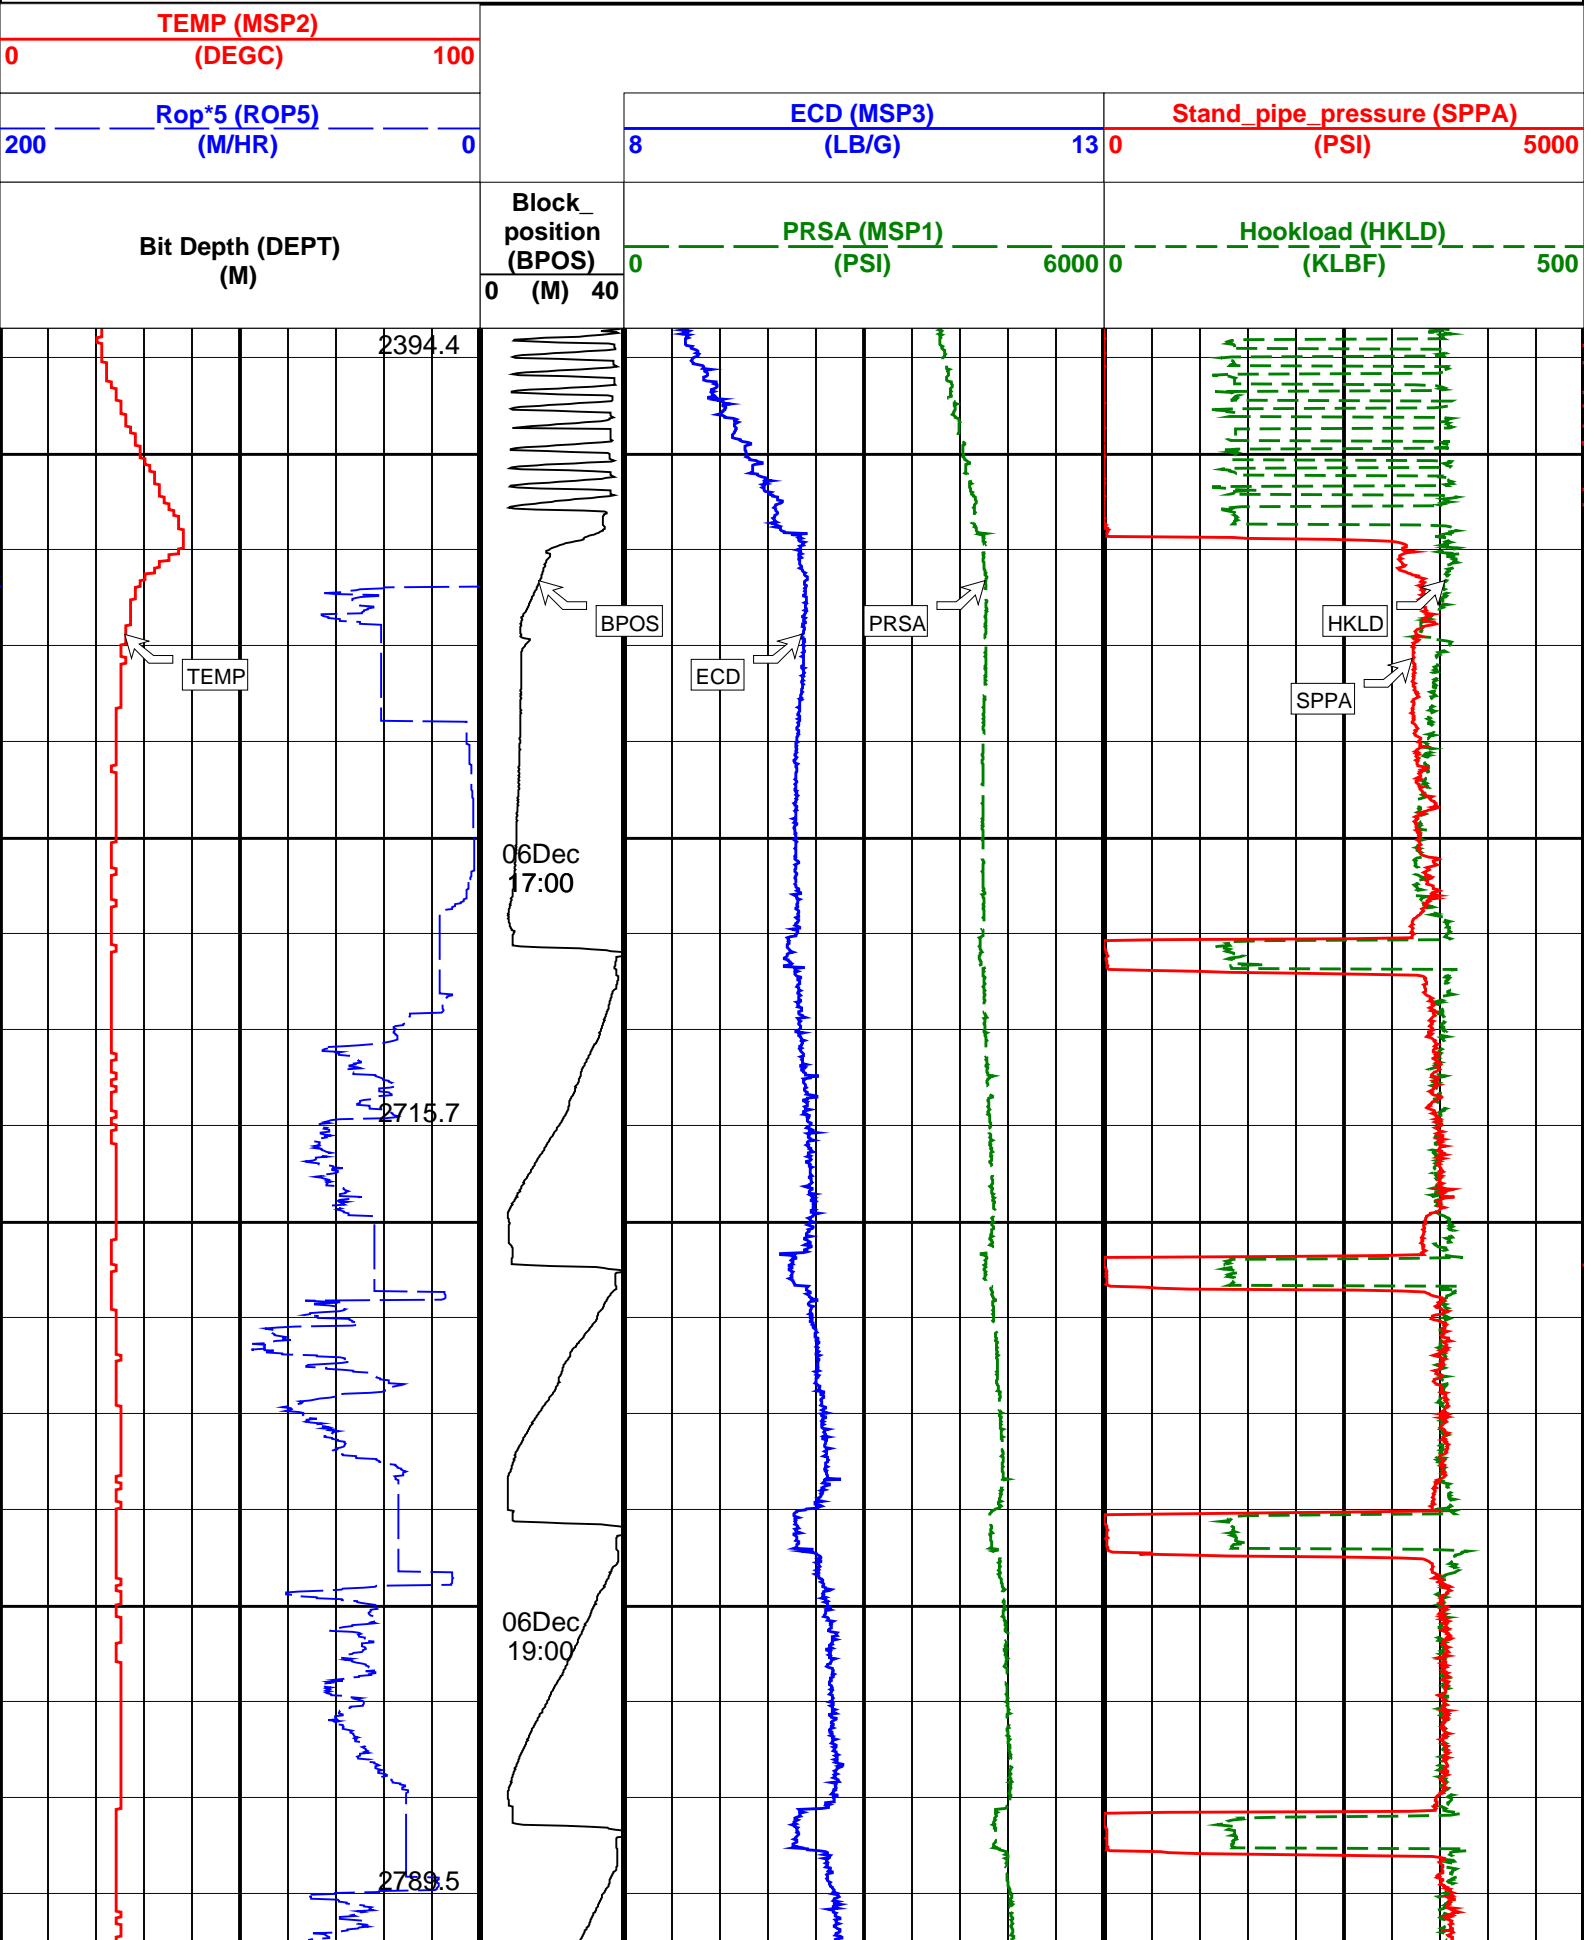 TEMP (MSP2)
0 (DEGC) 100
Rop*5 (ROP5)
200 (M/HR) 0
ECD (MSP3)
8 (LB/G) 13
Stand_pipe_pressure (SPPA)
0 (PSI) 5000
Bit Depth (DEPT)
(M)
Block_
position
(BPOS)
0 (M) 40
PRSA (MSP1)
0 (PSI) 6000
Hookload (HKLD)
0 (KLBF) 500
2394.4
BPOS
PRSA
HKLD
TEMP
ECD
SPPA
06Dec
17:00
2715.7
06Dec
19:00
2789.5